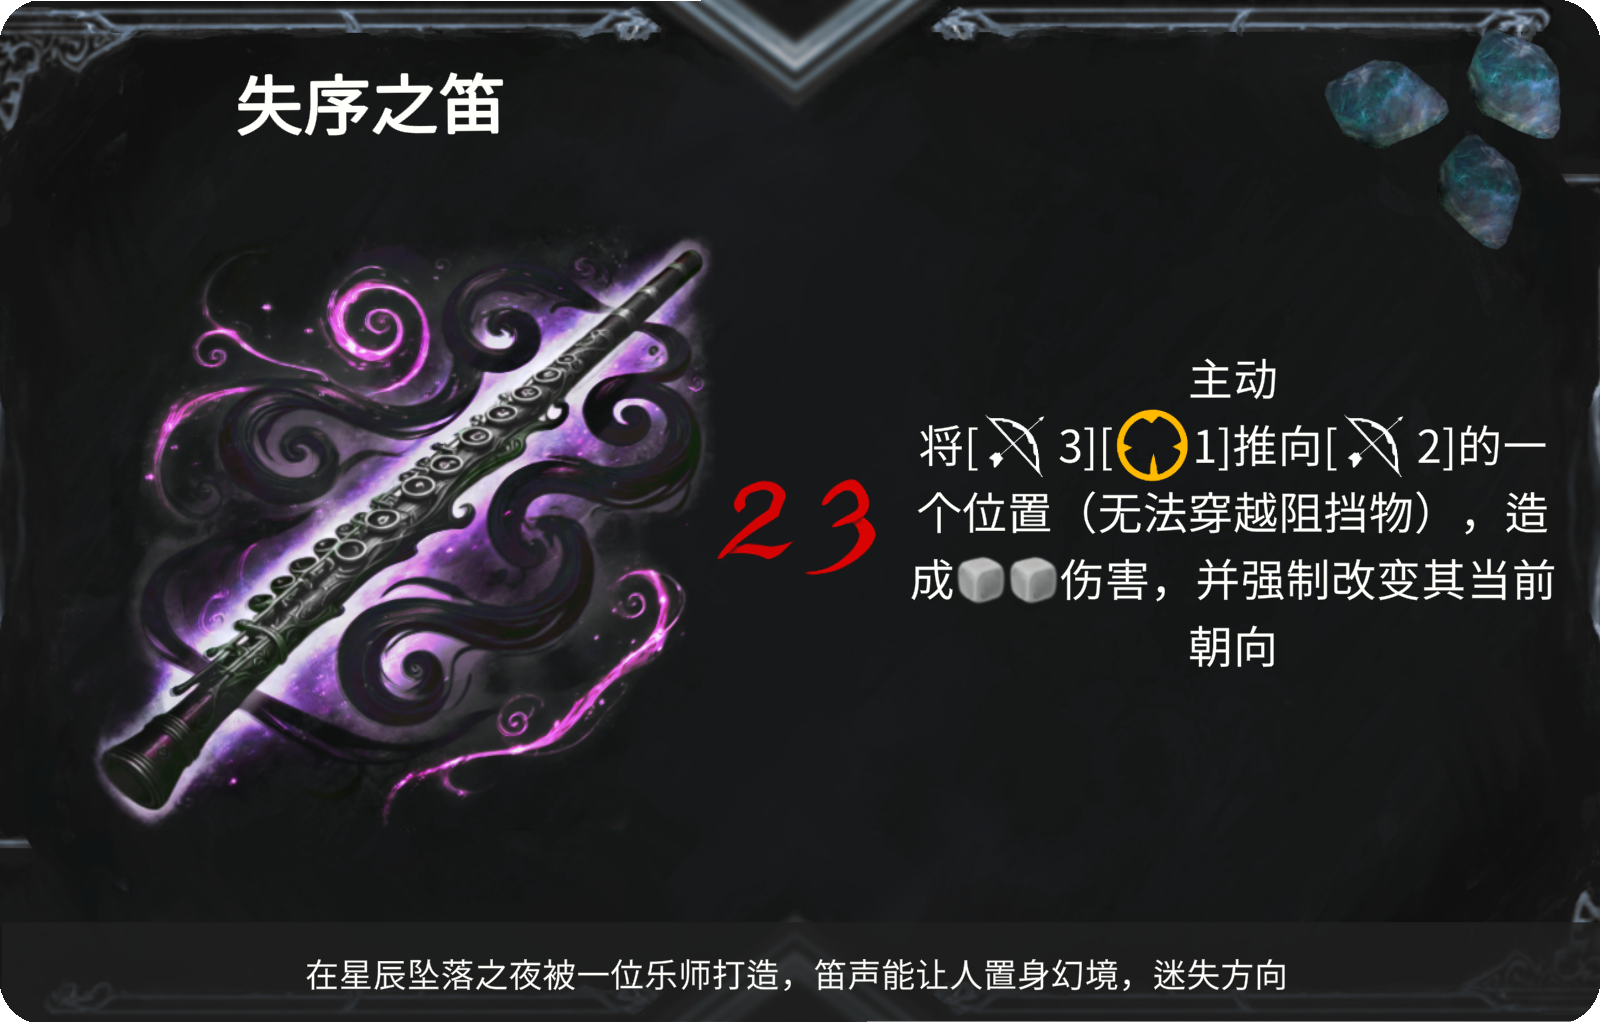 失序之笛
23
主动
将[3][1]推向[2]的一
个位置（无法穿越阻挡物），造
成伤害，并强制改变其当前
朝向
在星辰坠落之夜被一位乐师打造，笛声能让人置身幻境，迷失方向